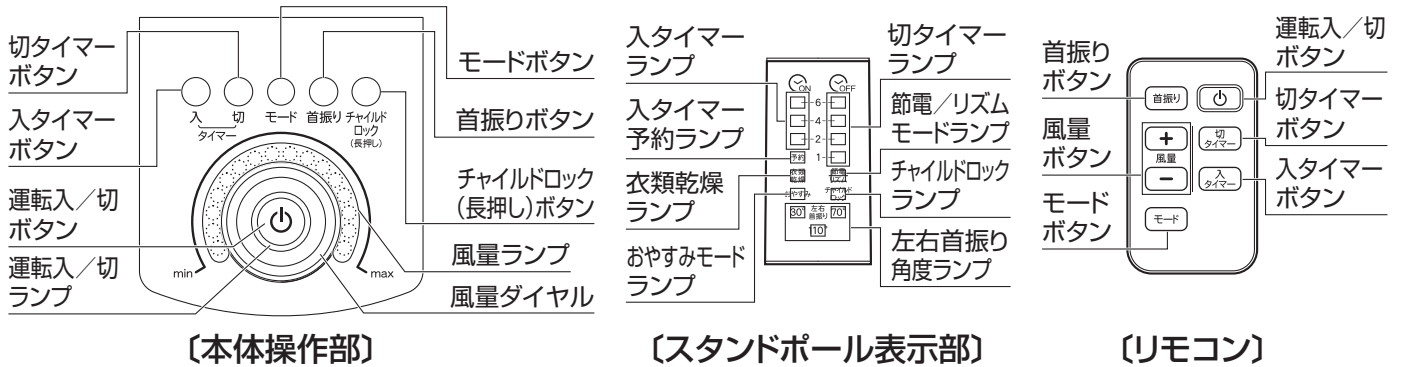 切タイマー
ボタン
入タイマー
ボタン
運転入／切
ボタン
運転入／切
ランプ
入
切
タイマー
モード
首振り
チャイルド
ロック
(長押し)
min
max
モードボタン
首振りボタン
チャイルドロック
(長押し)ボタン
風量ランプ
風量ダイヤル
〔本体操作部〕
入タイマー
ランプ
入タイマー
予約ランプ
衣類乾燥
ランプ
おやすみモード
ランプ
ON
OFF
6
4
2
1
予約
衣類
乾燥
節電
リズム
おやすみ
チャイルド
ロック
30°
左右
首振り
70°
110°
切タイマー
ランプ
節電／リズム
モードランプ
チャイルドロック
ランプ
左右首振り
角度ランプ
〔スタンドポール表示部〕
首振り
ボタン
風量
ボタン
モード
ボタン
首振り
+
風量
−
切
タイマー
入
タイマー
モード
運転入／切
ボタン
切タイマー
ボタン
入タイマー
ボタン
〔リモコン〕